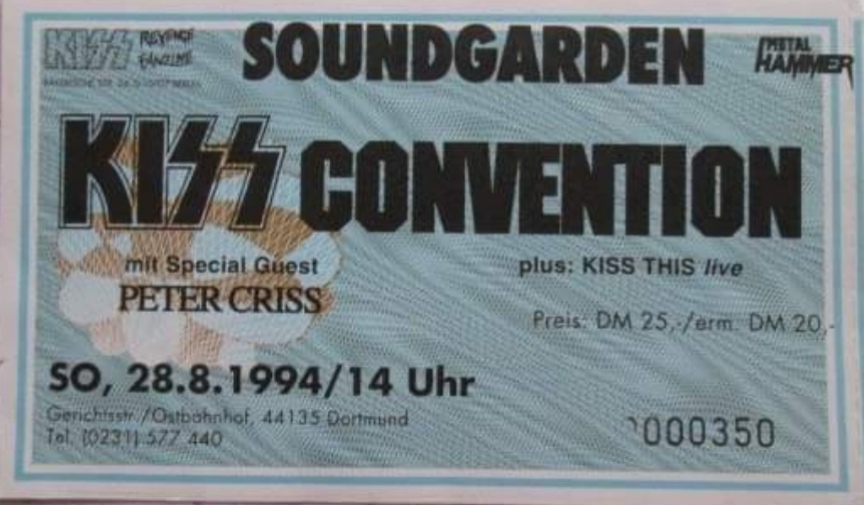 KISS REVENGE FANZINE
SOUNDGARDEN
METAL HAMMER
KISS CONVENTION
mit Special Guest
PETER CRISS
plus: KISS THIS live
Preis: DM 25,-/erm. DM 20,-
SO, 28.8.1994/14 Uhr
Gerichtsstr./Ostbahnhof, 44135 Dortmund
Tel. (0231) 577 440
000350